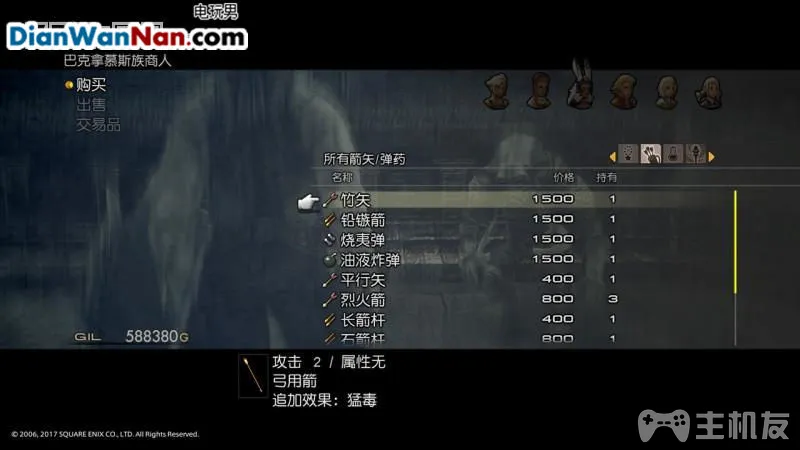 电玩男
DianWanNan.com
巴克拿慕斯族商人
购买
出售
交易品
所有箭矢/弹药
名称 价格 持有
竹矢 1500 1
铅镞箭 1500 1
烧夷弹 1500 1
油液炸弹 1500 1
平行矢 400 1
烈火箭 800 3
长箭杆 400 1
石箭杆 800 1
GIL 588380G
攻击 2 / 属性无
弓用箭
追加效果：猛毒
© 2006, 2017 SQUARE ENIX CO., LTD. All Rights Reserved.
主机友